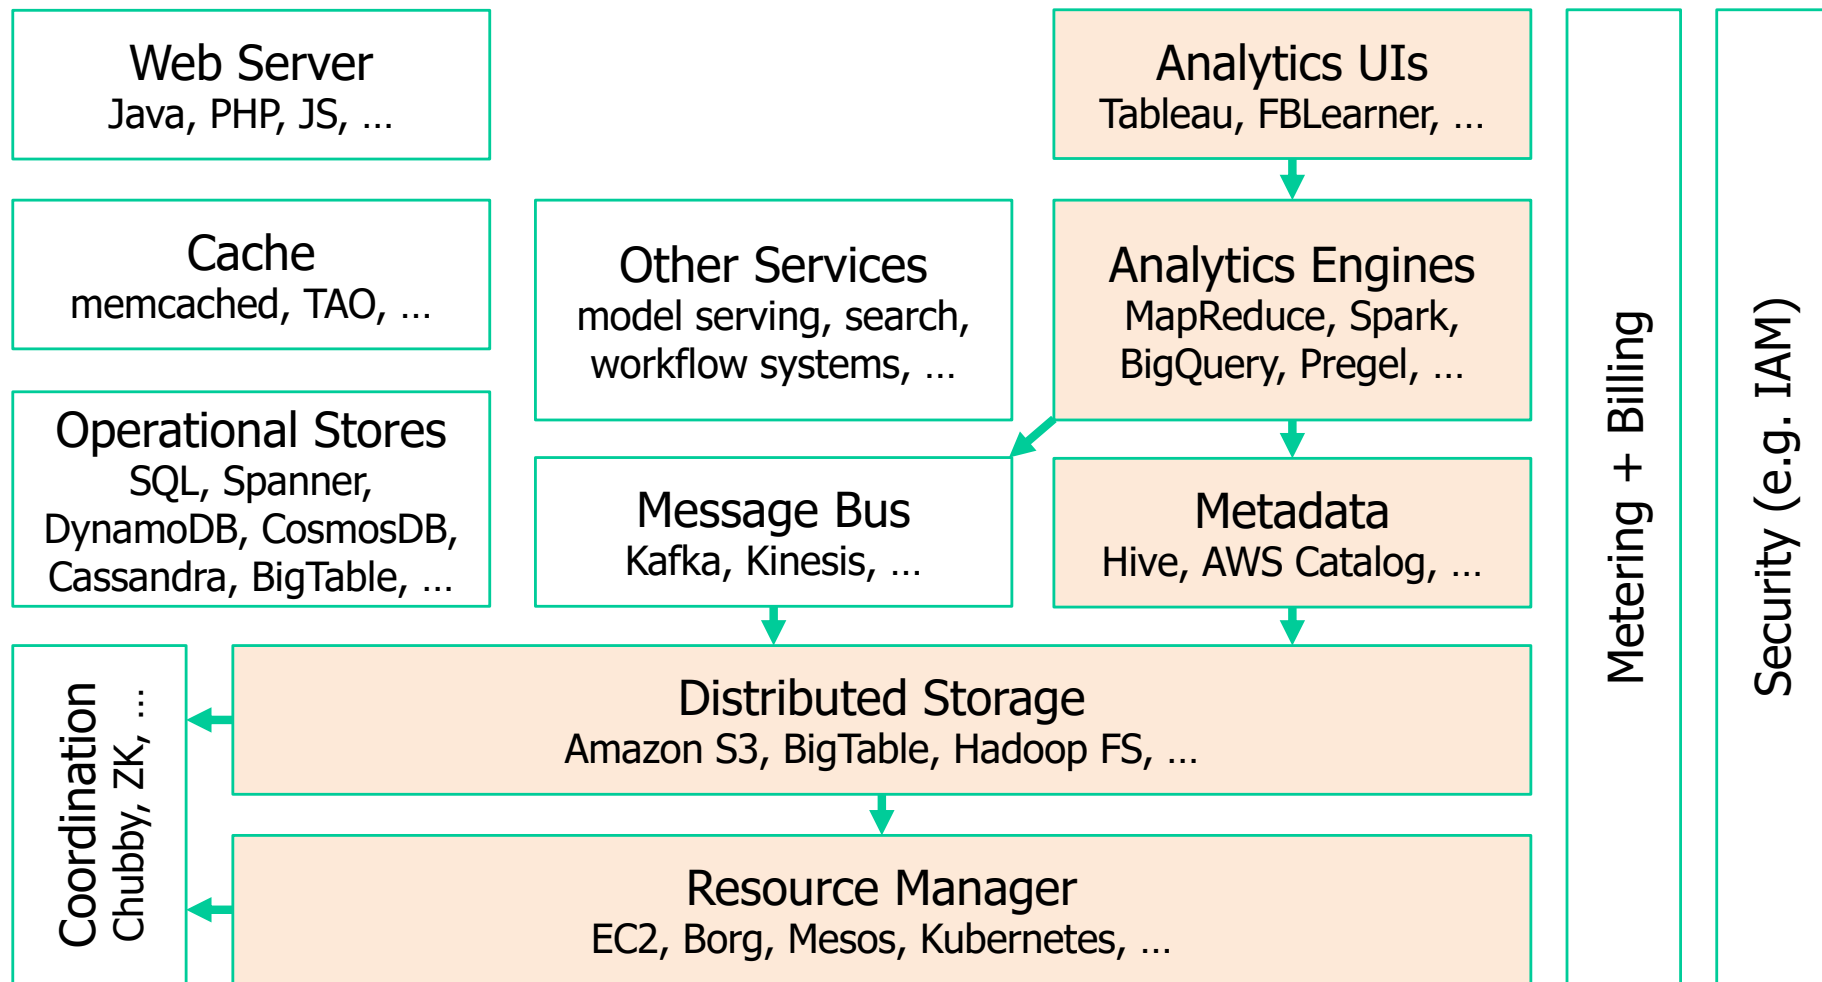 Web Server
Java, PHP, JS, …
Analytics UIs
Tableau, FBLearner, …
Cache
memcached, TAO, …
Other Services
model serving, search,
workflow systems, …
Analytics Engines
MapReduce, Spark,
BigQuery, Pregel, …
Operational Stores
SQL, Spanner,
DynamoDB, CosmosDB,
Cassandra, BigTable, …
Message Bus
Kafka, Kinesis, …
Metadata
Hive, AWS Catalog, …
Coordination
Chubby, ZK, …
Distributed Storage
Amazon S3, BigTable, Hadoop FS, …
Resource Manager
EC2, Borg, Mesos, Kubernetes, …
Metering + Billing
Security (e.g. IAM)